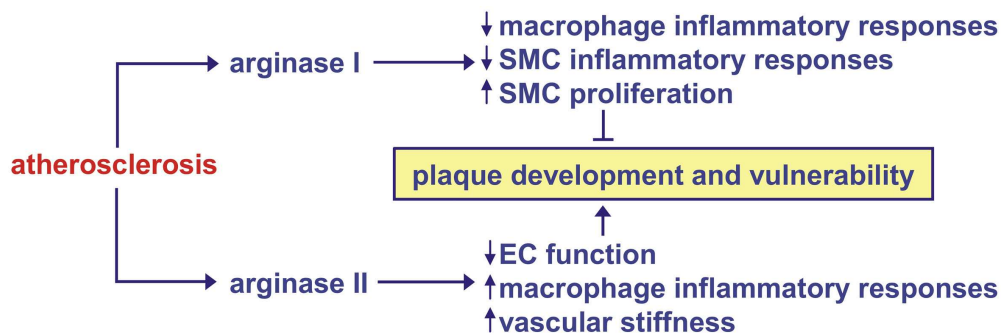 ↓ macrophage inflammatory responses
arginase I
↓ SMC inflammatory responses
↑ SMC proliferation
atherosclerosis
plaque development and vulnerability
↓ EC function
arginase II
↑ macrophage inflammatory responses
↑ vascular stiffness